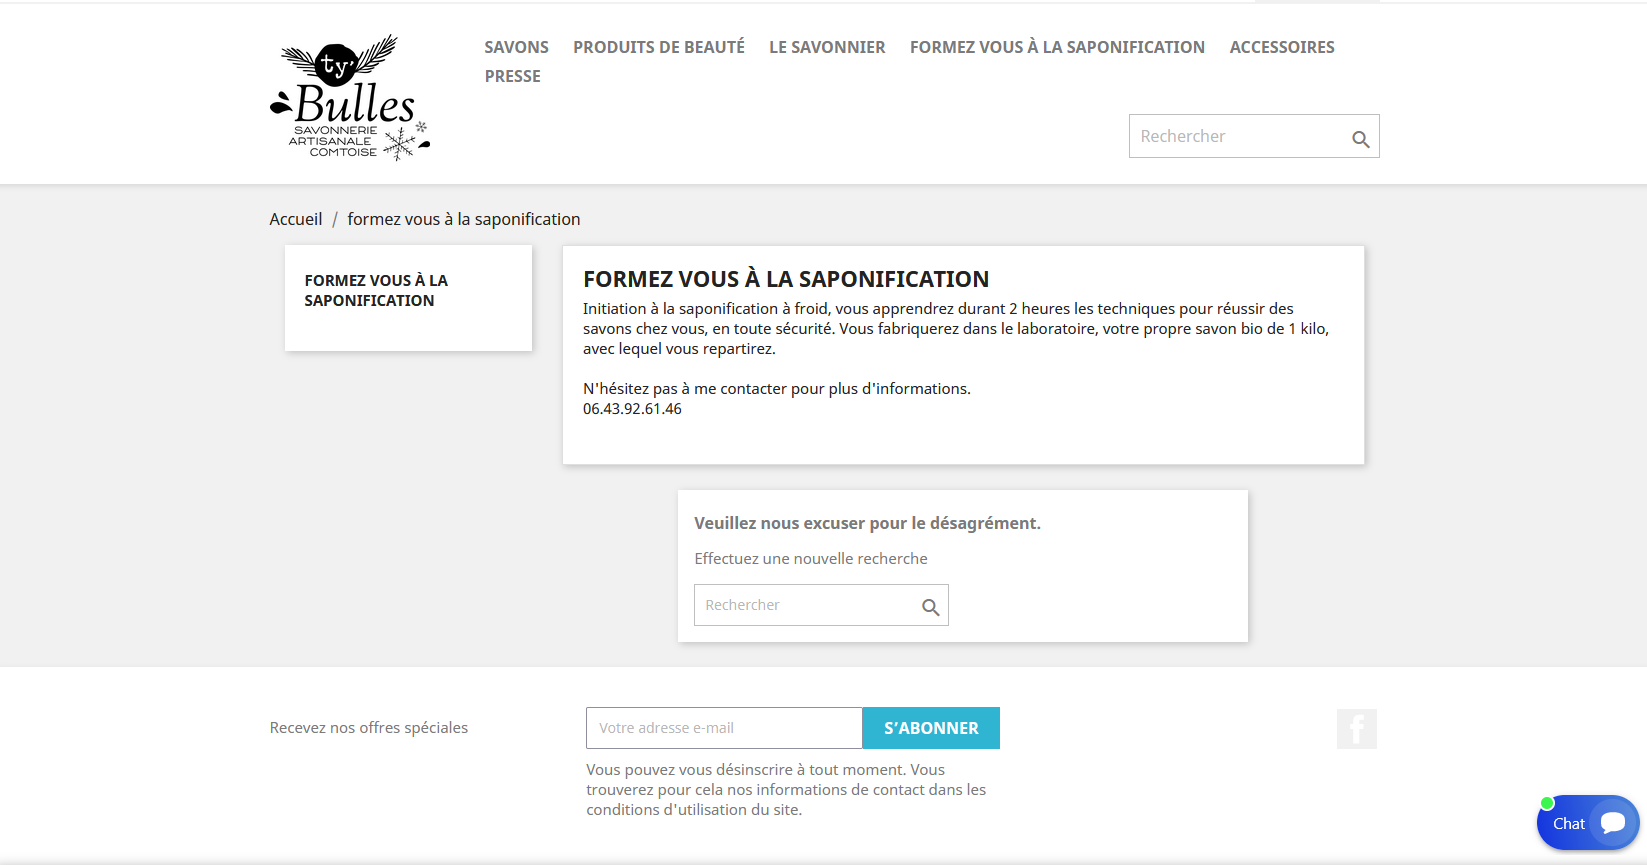 ty'
Bulles
SAVONNERIE
ARTISANALE
COMTOISE
SAVONS PRODUITS DE BEAUTÉ LE SAVONNIER FORMEZ VOUS À LA SAPONIFICATION ACCESSOIRES
PRESSE
Rechercher
Accueil / formez vous à la saponification
FORMEZ VOUS À LA
SAPONIFICATION
FORMEZ VOUS À LA SAPONIFICATION
Initiation à la saponification à froid, vous apprendrez durant 2 heures les techniques pour réussir des
savons chez vous, en toute sécurité. Vous fabriquerez dans le laboratoire, votre propre savon bio de 1 kilo,
avec lequel vous repartirez.
N'hésitez pas à me contacter pour plus d'informations.
06.43.92.61.46
Veuillez nous excuser pour le désagrément.
Effectuez une nouvelle recherche
Rechercher
Recevez nos offres spéciales
Votre adresse e-mail
S'ABONNER
Vous pouvez vous désinscrire à tout moment. Vous
trouverez pour cela nos informations de contact dans les
conditions d'utilisation du site.
Chat